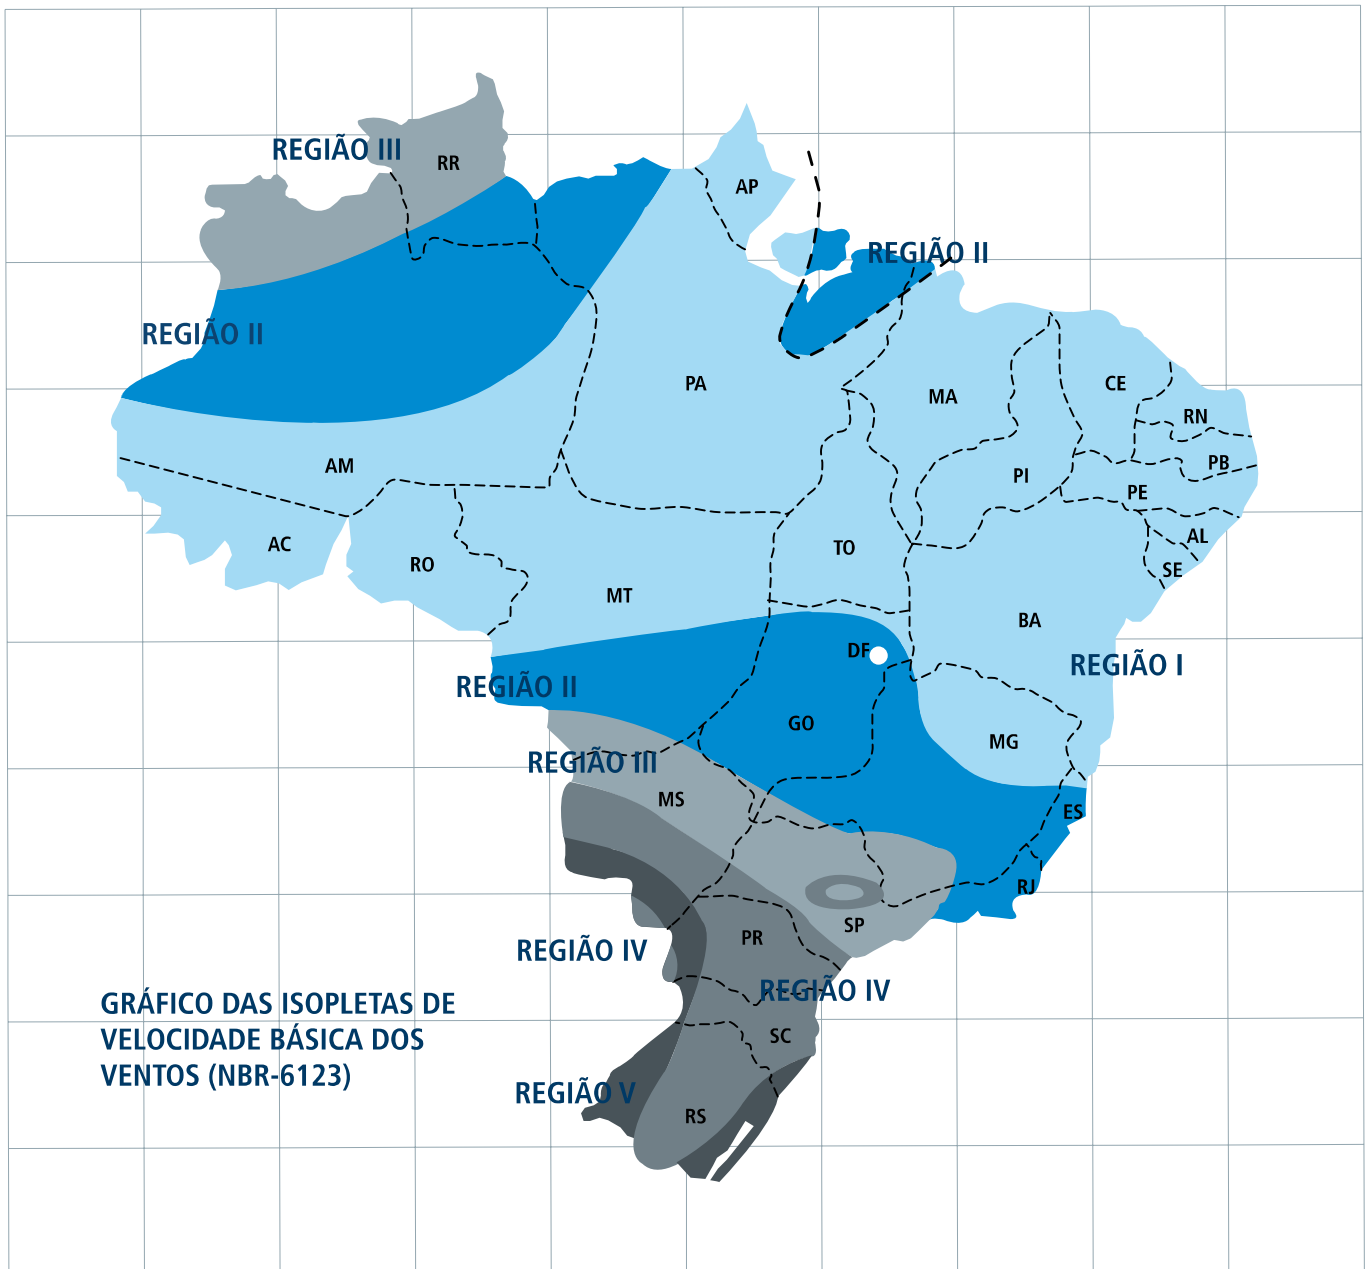 REGIÃO III
RR
AP
REGIÃO II
REGIÃO II
PA
CE
MA
RN
AM
PB
PI
PE
AL
AC
TO
RO
SE
MT
BA
DF
REGIÃO I
REGIÃO II
GO
MG
REGIÃO III
MS
ES
RJ
SP
PR
REGIÃO IV
REGIÃO IV
GRÁFICO DAS ISOPLETAS DE
VELOCIDADE BÁSICA DOS
VENTOS (NBR-6123)
SC
REGIÃO V
RS